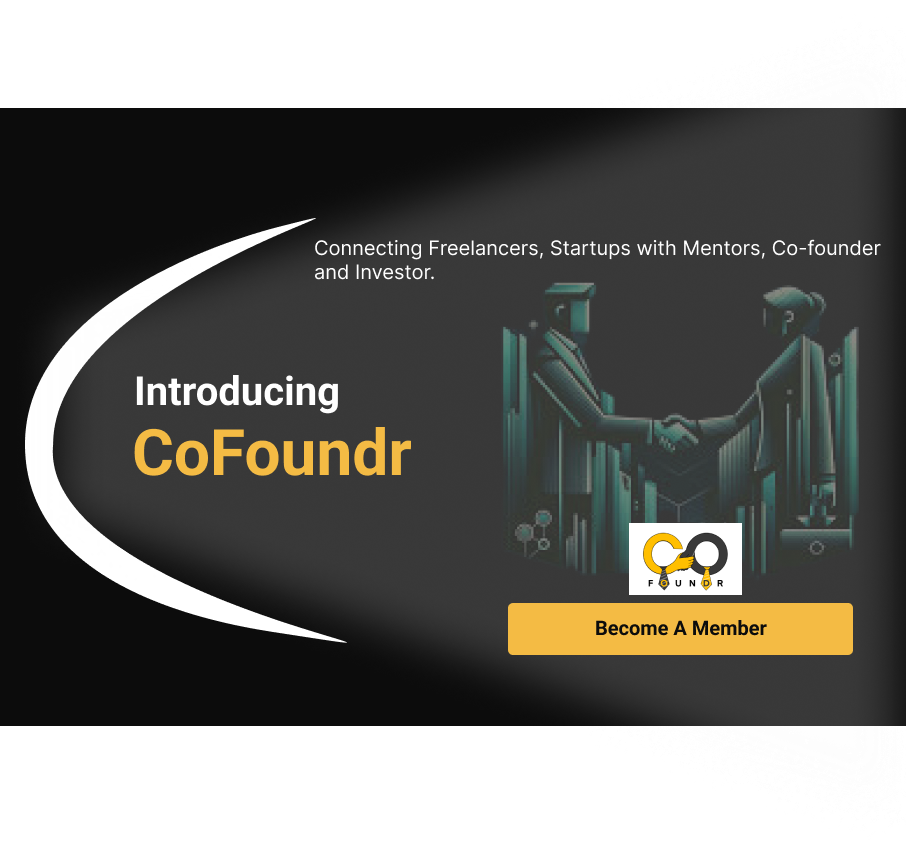 Connecting Freelancers, Startups with Mentors, Co-founder
and Investor.
Introducing
CoFoundr
CO
FOUNDR
Become A Member